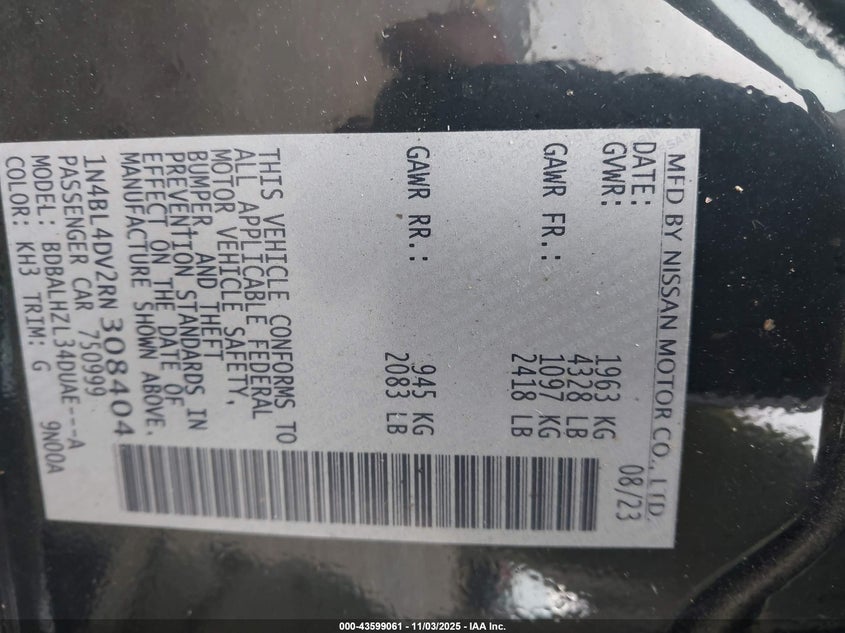 MFD BY NISSAN MOTOR CO., LTD.
DATE: 08/23
GVWR: 1963 KG
4328 LB
GAWR FR.: 1097 KG
2418 LB
GAWR RR.: 945 KG
2083 LB
THIS VEHICLE CONFORMS TO
ALL APPLICABLE FEDERAL
MOTOR VEHICLE SAFETY,
BUMPER, AND THEFT
PREVENTION STANDARDS IN
EFFECT ON THE DATE OF
MANUFACTURE SHOWN ABOVE.
1N4BL4DV2RN308404
PASSENGER CAR 750999
MODEL: BDBALHZL34DUAE---A
COLOR: KH3 TRIM: G 9N00A
000-43599061 - 11/03/2025 - IAA Inc.